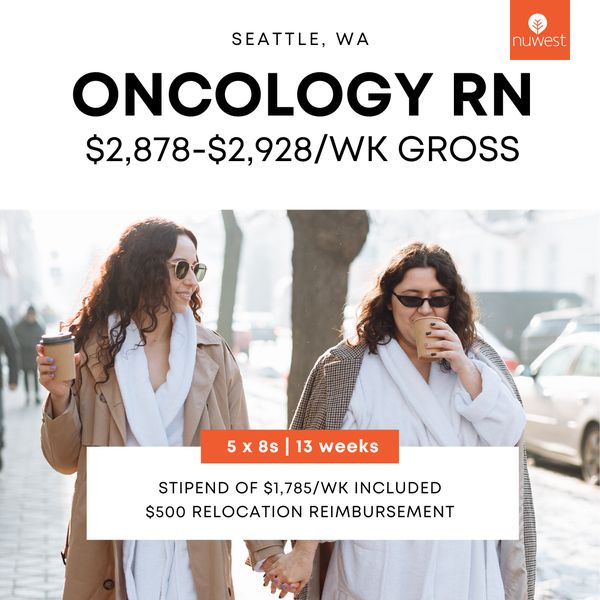 nuwest
SEATTLE, WA
ONCOLOGY RN
$2,878-$2,928/WK GROSS
5 x 8s | 13 weeks
STIPEND OF $1,785/WK INCLUDED
$500 RELOCATION REIMBURSEMENT